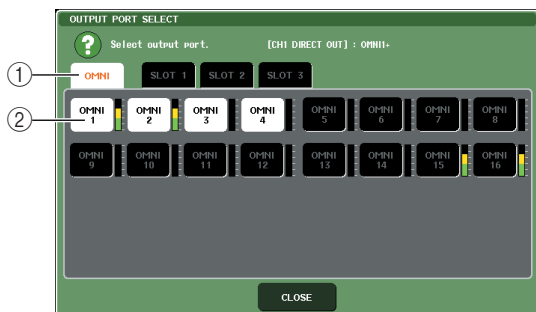 OUTPUT PORT SELECT
?
Select output port.
[CH1 DIRECT OUT] : OMNI1+
1
OMNI
SLOT 1
SLOT 2
SLOT 3
2
OMNI 1
OMNI 2
OMNI 3
OMNI 4
OMNI 5
OMNI 6
OMNI 7
OMNI 8
OMNI 9
OMNI 10
OMNI 11
OMNI 12
OMNI 13
OMNI 14
OMNI 15
OMNI 16
CLOSE